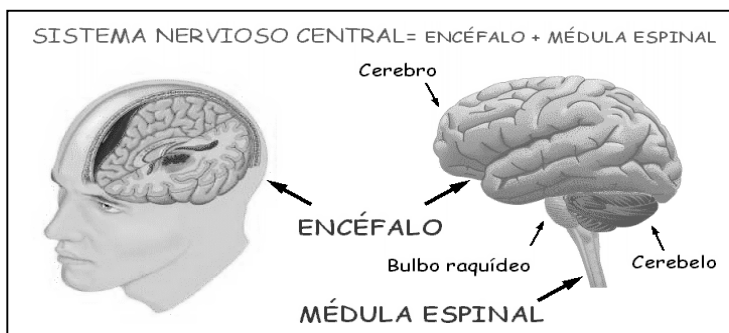 SISTEMA NERVIOSO CENTRAL= ENCÉFALO + MÉDULA ESPINAL
Cerebro
ENCÉFALO
Bulbo raquídeo
Cerebelo
MÉDULA ESPINAL